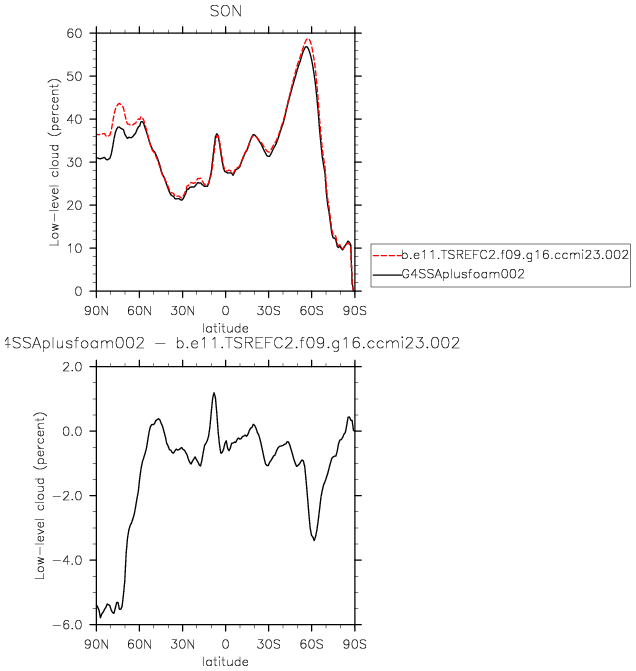 SON
60
50
40
30
20
10
0
Low-level cloud (percent)
90N 60N 30N 0 30S 60S 90S
latitude
b.e11.TSREFC2.f09.g16.ccmi23.002
G4SSAplusfoam002
4SSAplusfoam002 - b.e11.TSREFC2.f09.g16.ccmi23.002
2.0
0.0
-2.0
-4.0
-6.0
Low-level cloud (percent)
90N 60N 30N 0 30S 60S 90S
latitude